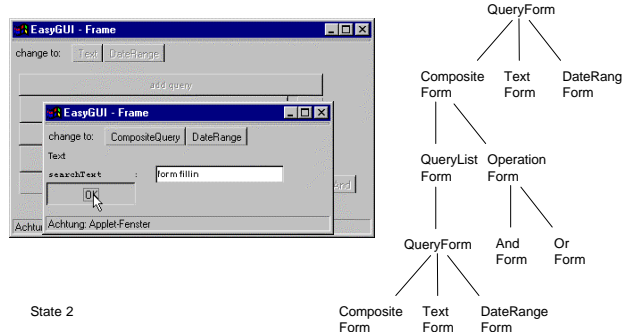 EasyGUI - Frame
change to: Text DateRange
add query
EasyGUI - Frame
change to: CompositeQuery DateRange
Text
searchText : form fillin
OK
And
Achtung: Applet-Fenster
Achtu
State 2
QueryForm
Composite Text DateRang
Form Form Form
QueryList Operation
Form Form
QueryForm And Or
Form Form
Composite Text DateRange
Form Form Form